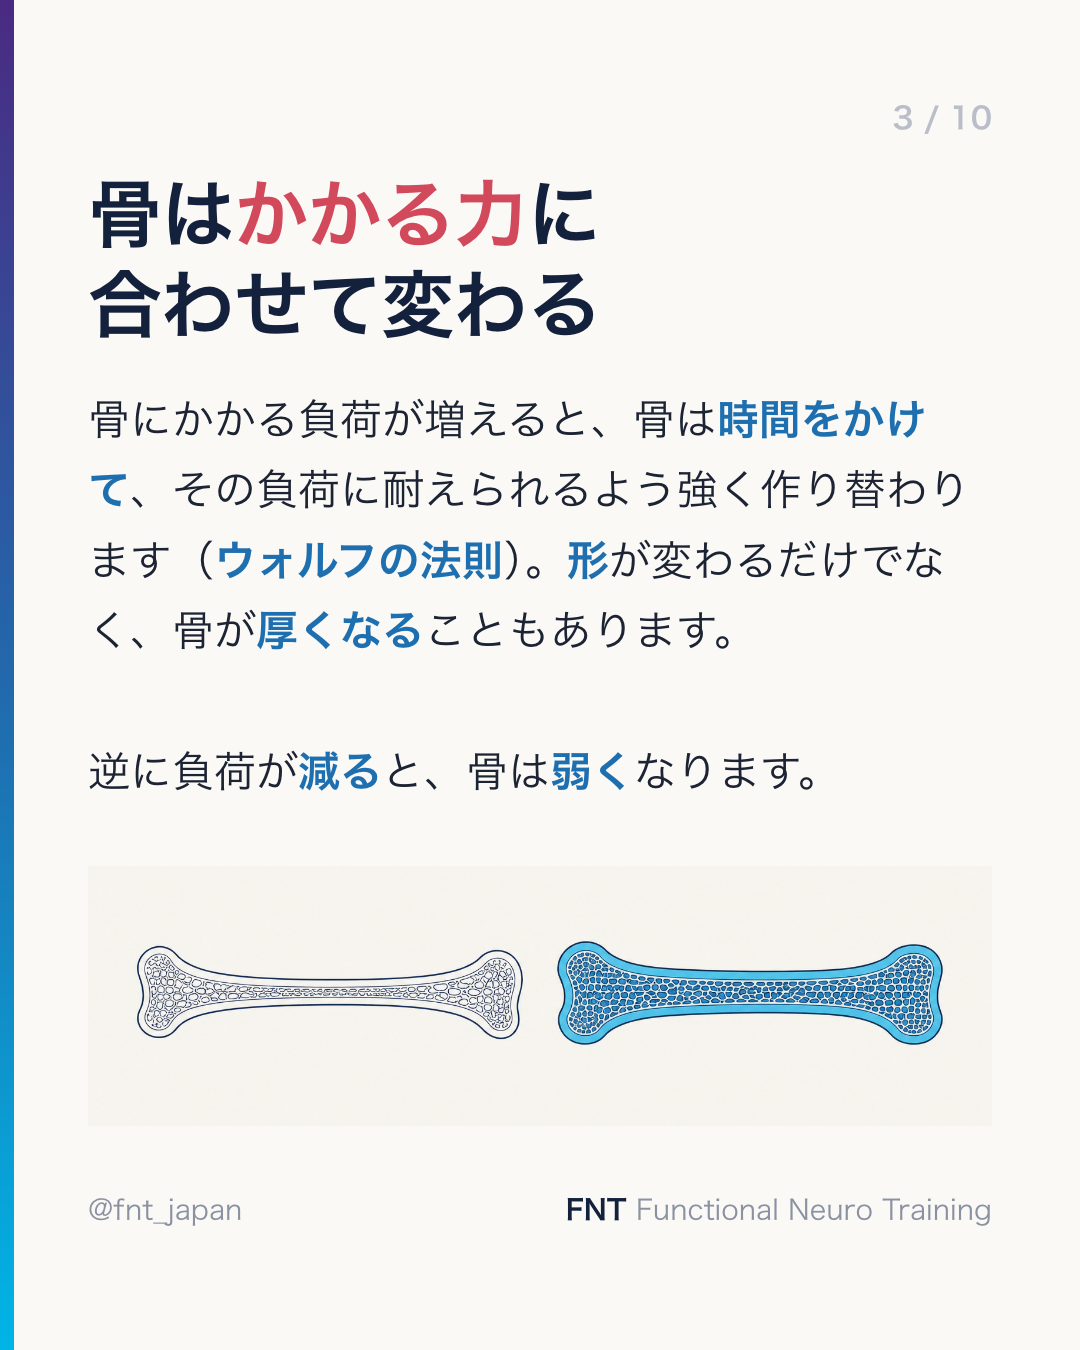 3 / 10
骨はかかる力に
合わせて変わる
骨にかかる負荷が増えると、骨は時間をかけ
て、その負荷に耐えられるよう強く作り替わり
ます（ウォルフの法則）。形が変わるだけでな
く、骨が厚くなることもあります。
逆に負荷が減ると、骨は弱くなります。
@fnt_japan
FNT Functional Neuro Training